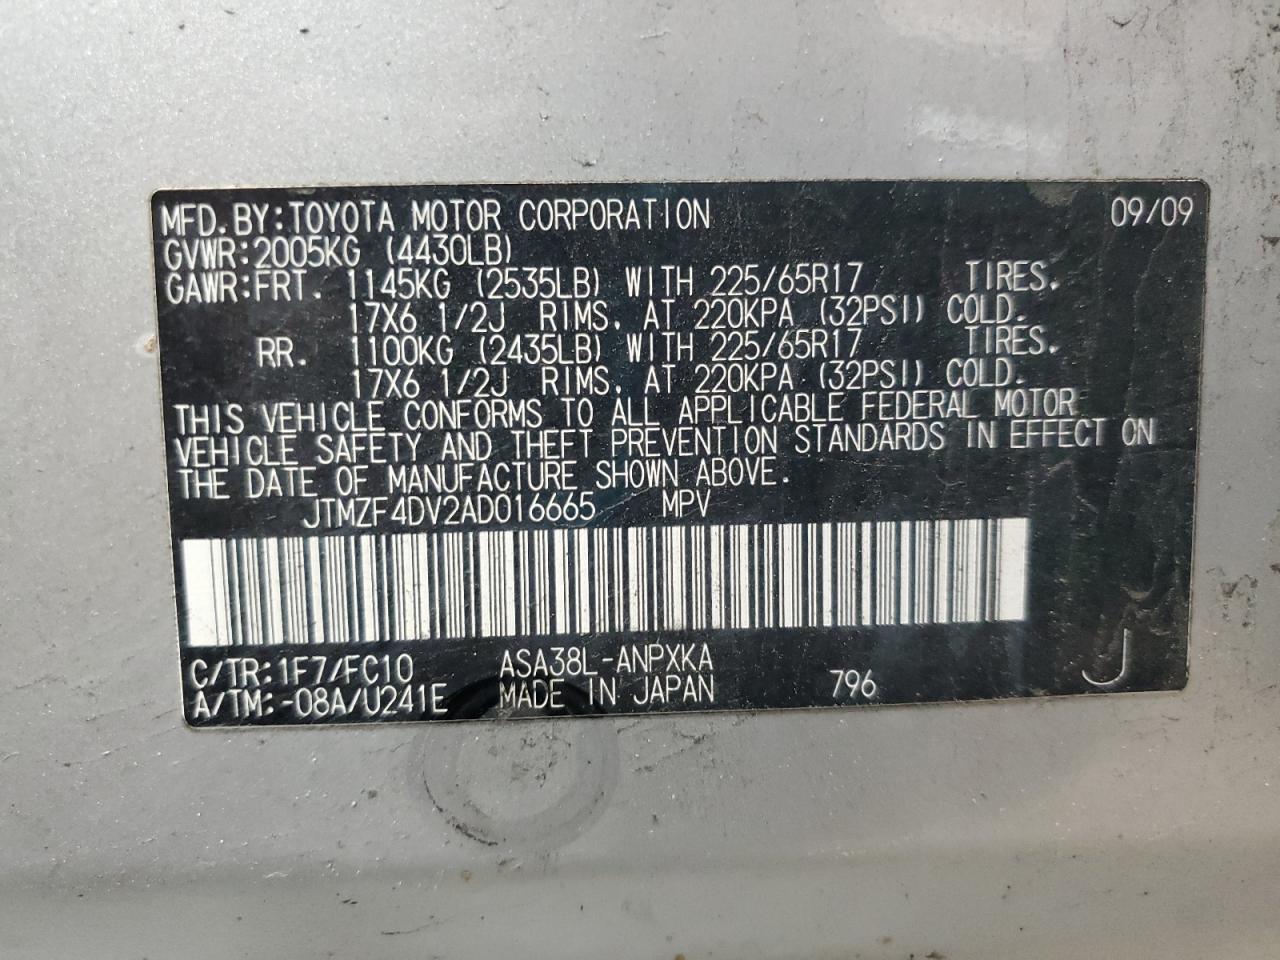 MFD. BY: TOYOTA MOTOR CORPORATION 09/09
GVWR: 2005KG (4430LB)
GAWR: FRT. 1145KG (2535LB) WITH 225/65R17 TIRES.
17X6 1/2J RIMS, AT 220KPA (32PSI) COLD.
RR. 1100KG (2435LB) WITH 225/65R17 TIRES.
17X6 1/2J RIMS, AT 220KPA (32PSI) COLD.
THIS VEHICLE CONFORMS TO ALL APPLICABLE FEDERAL MOTOR
VEHICLE SAFETY AND THEFT PREVENTION STANDARDS IN EFFECT ON
THE DATE OF MANUFACTURE SHOWN ABOVE.
JTMZF4DV2AD016665 MPV
C/TR: 1F7/FC10 ASA38L-ANPXKA
A/TM: -08A/U241E MADE IN JAPAN 796 J